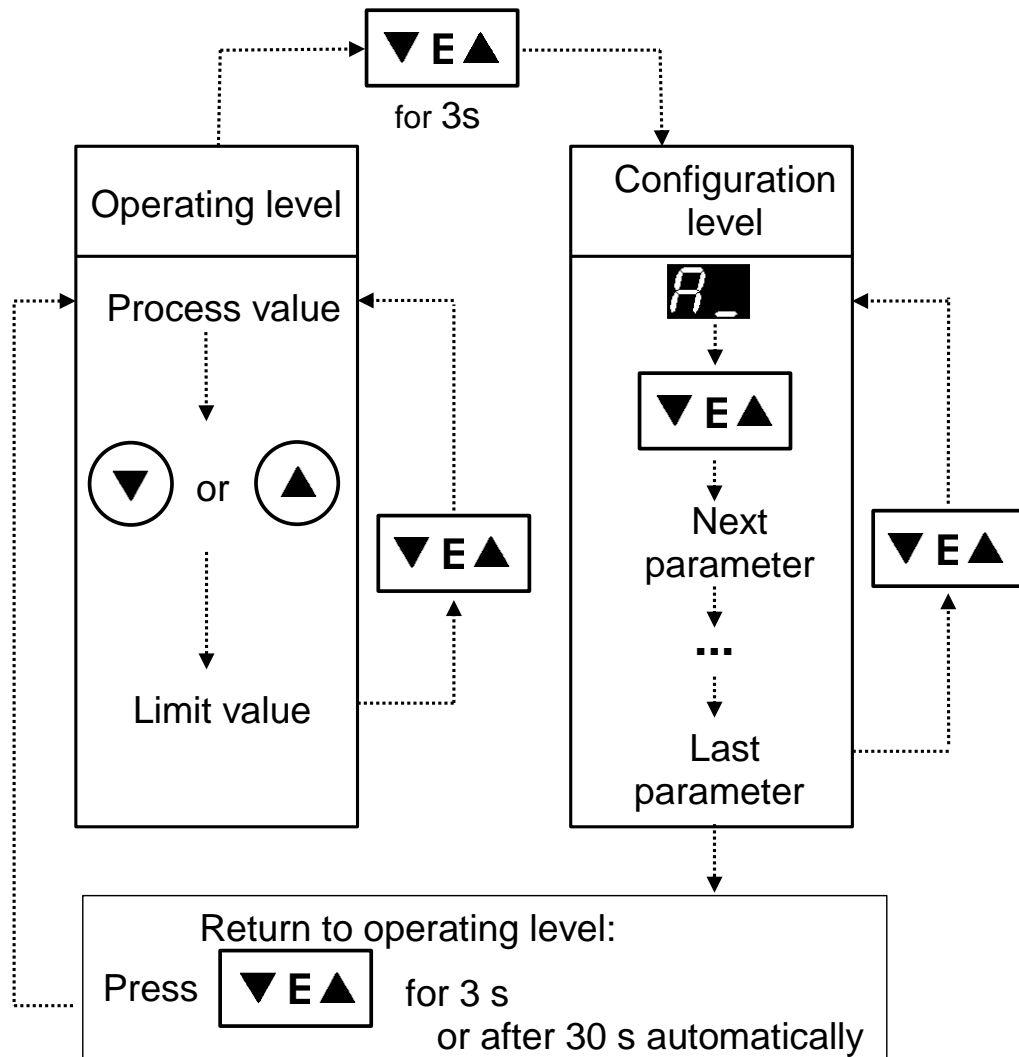 ▼ E ▲
for 3s
Operating level
Process value
▼ or ▲
▼ E ▲
Limit value
Configuration
level
A_
▼ E ▲
Next
parameter
...
▼ E ▲
Last
parameter
Return to operating level:
Press ▼ E ▲ for 3 s
or after 30 s automatically